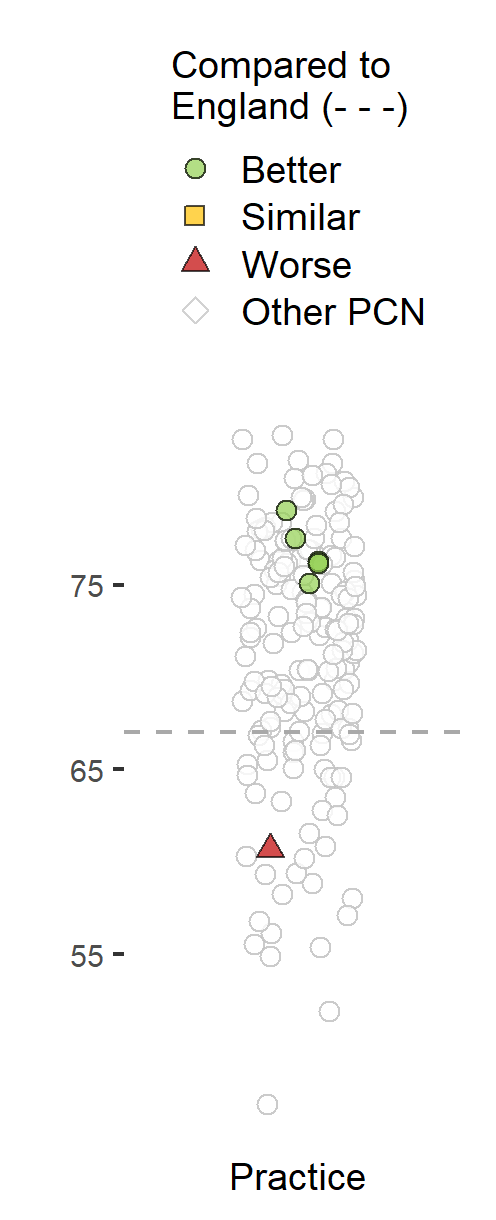 Compared to
England (- - -)
Better
Similar
Worse
Other PCN
75
65
55
Practice